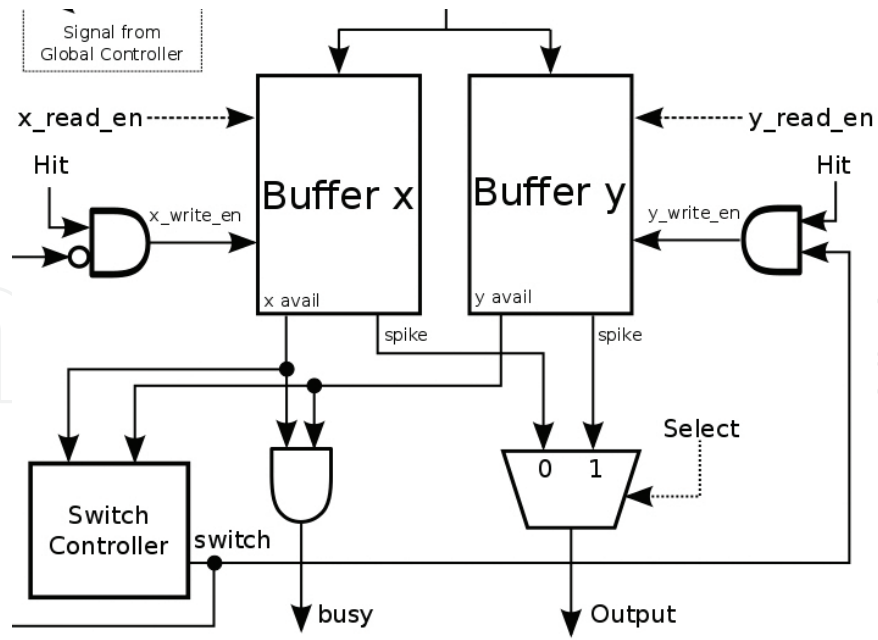 Signal from
Global Controller
x_read_en
y_read_en
Hit
Hit
Buffer x
Buffer y
x_write_en
y_write_en
x avail
y avail
spike
spike
Select
0 1
Switch
Controller
switch
busy
Output